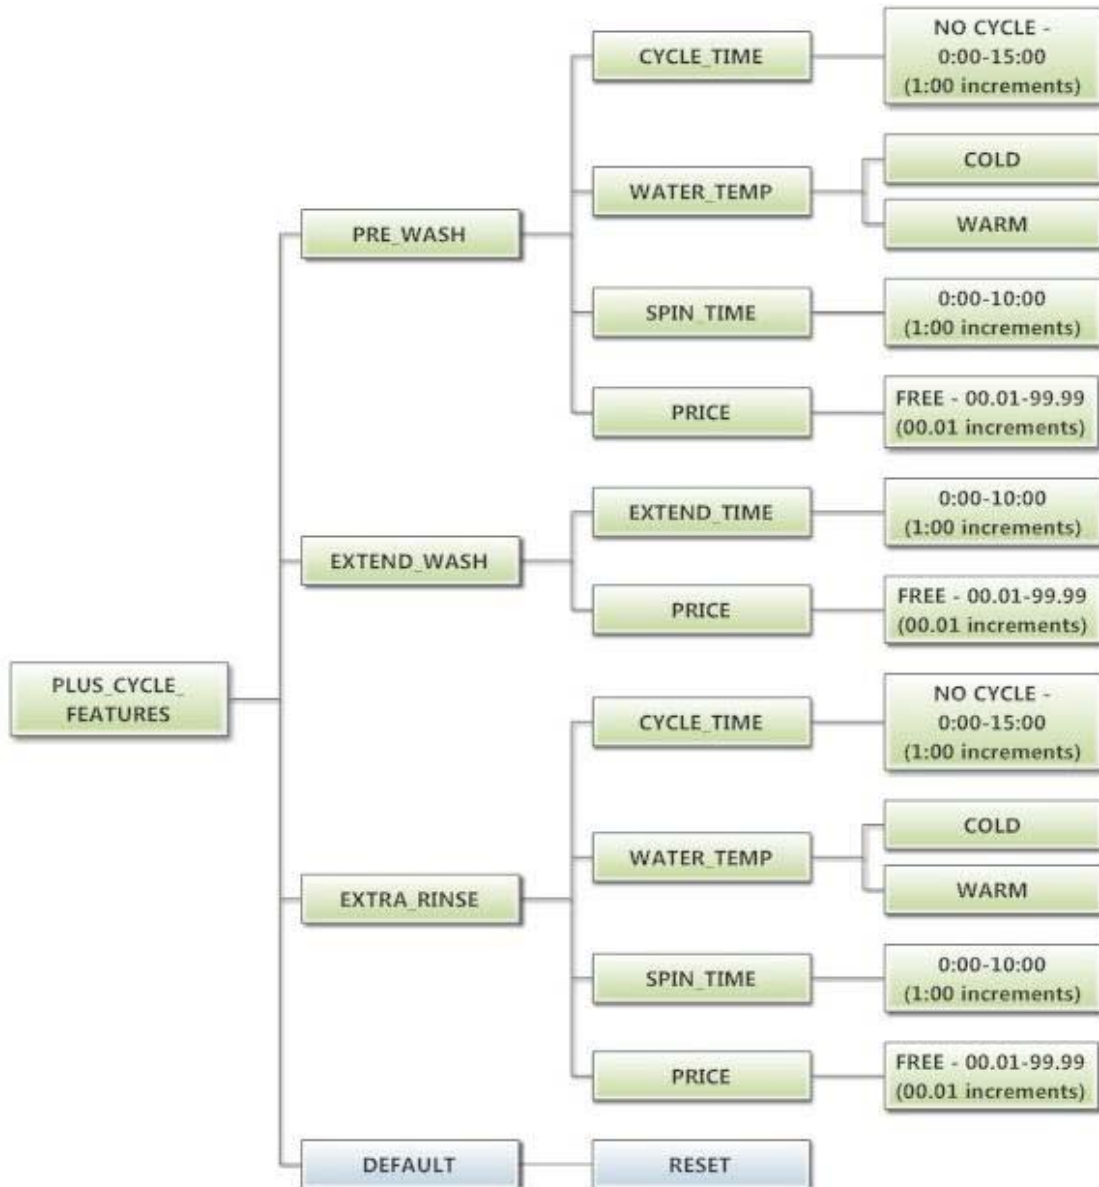 PLUS_CYCLE_
FEATURES
PRE_WASH
CYCLE_TIME
NO CYCLE -
0:00-15:00
(1:00 increments)
WATER_TEMP
COLD
WARM
SPIN_TIME
0:00-10:00
(1:00 increments)
PRICE
FREE - 00.01-99.99
(00.01 increments)
EXTEND_WASH
EXTEND_TIME
0:00-10:00
(1:00 increments)
PRICE
FREE - 00.01-99.99
(00.01 increments)
EXTRA_RINSE
CYCLE_TIME
NO CYCLE -
0:00-15:00
(1:00 increments)
WATER_TEMP
COLD
WARM
SPIN_TIME
0:00-10:00
(1:00 increments)
PRICE
FREE - 00.01-99.99
(00.01 increments)
DEFAULT
RESET